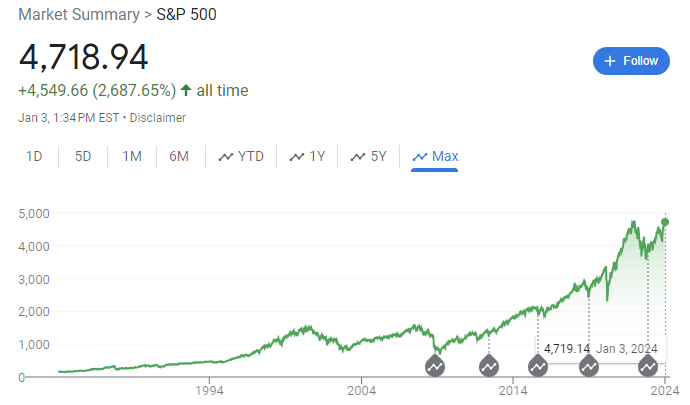 Market Summary > S&P 500
4,718.94
+ Follow
+4,549.66 (2,687.65%) ↑ all time
Jan 3, 1:34 PM EST • Disclaimer
1D 5D 1M 6M YTD 1Y 5Y Max
5,000
4,000
3,000
2,000
1,000
4,719.14 Jan 3, 2024
0
1994 2004 2014 2024